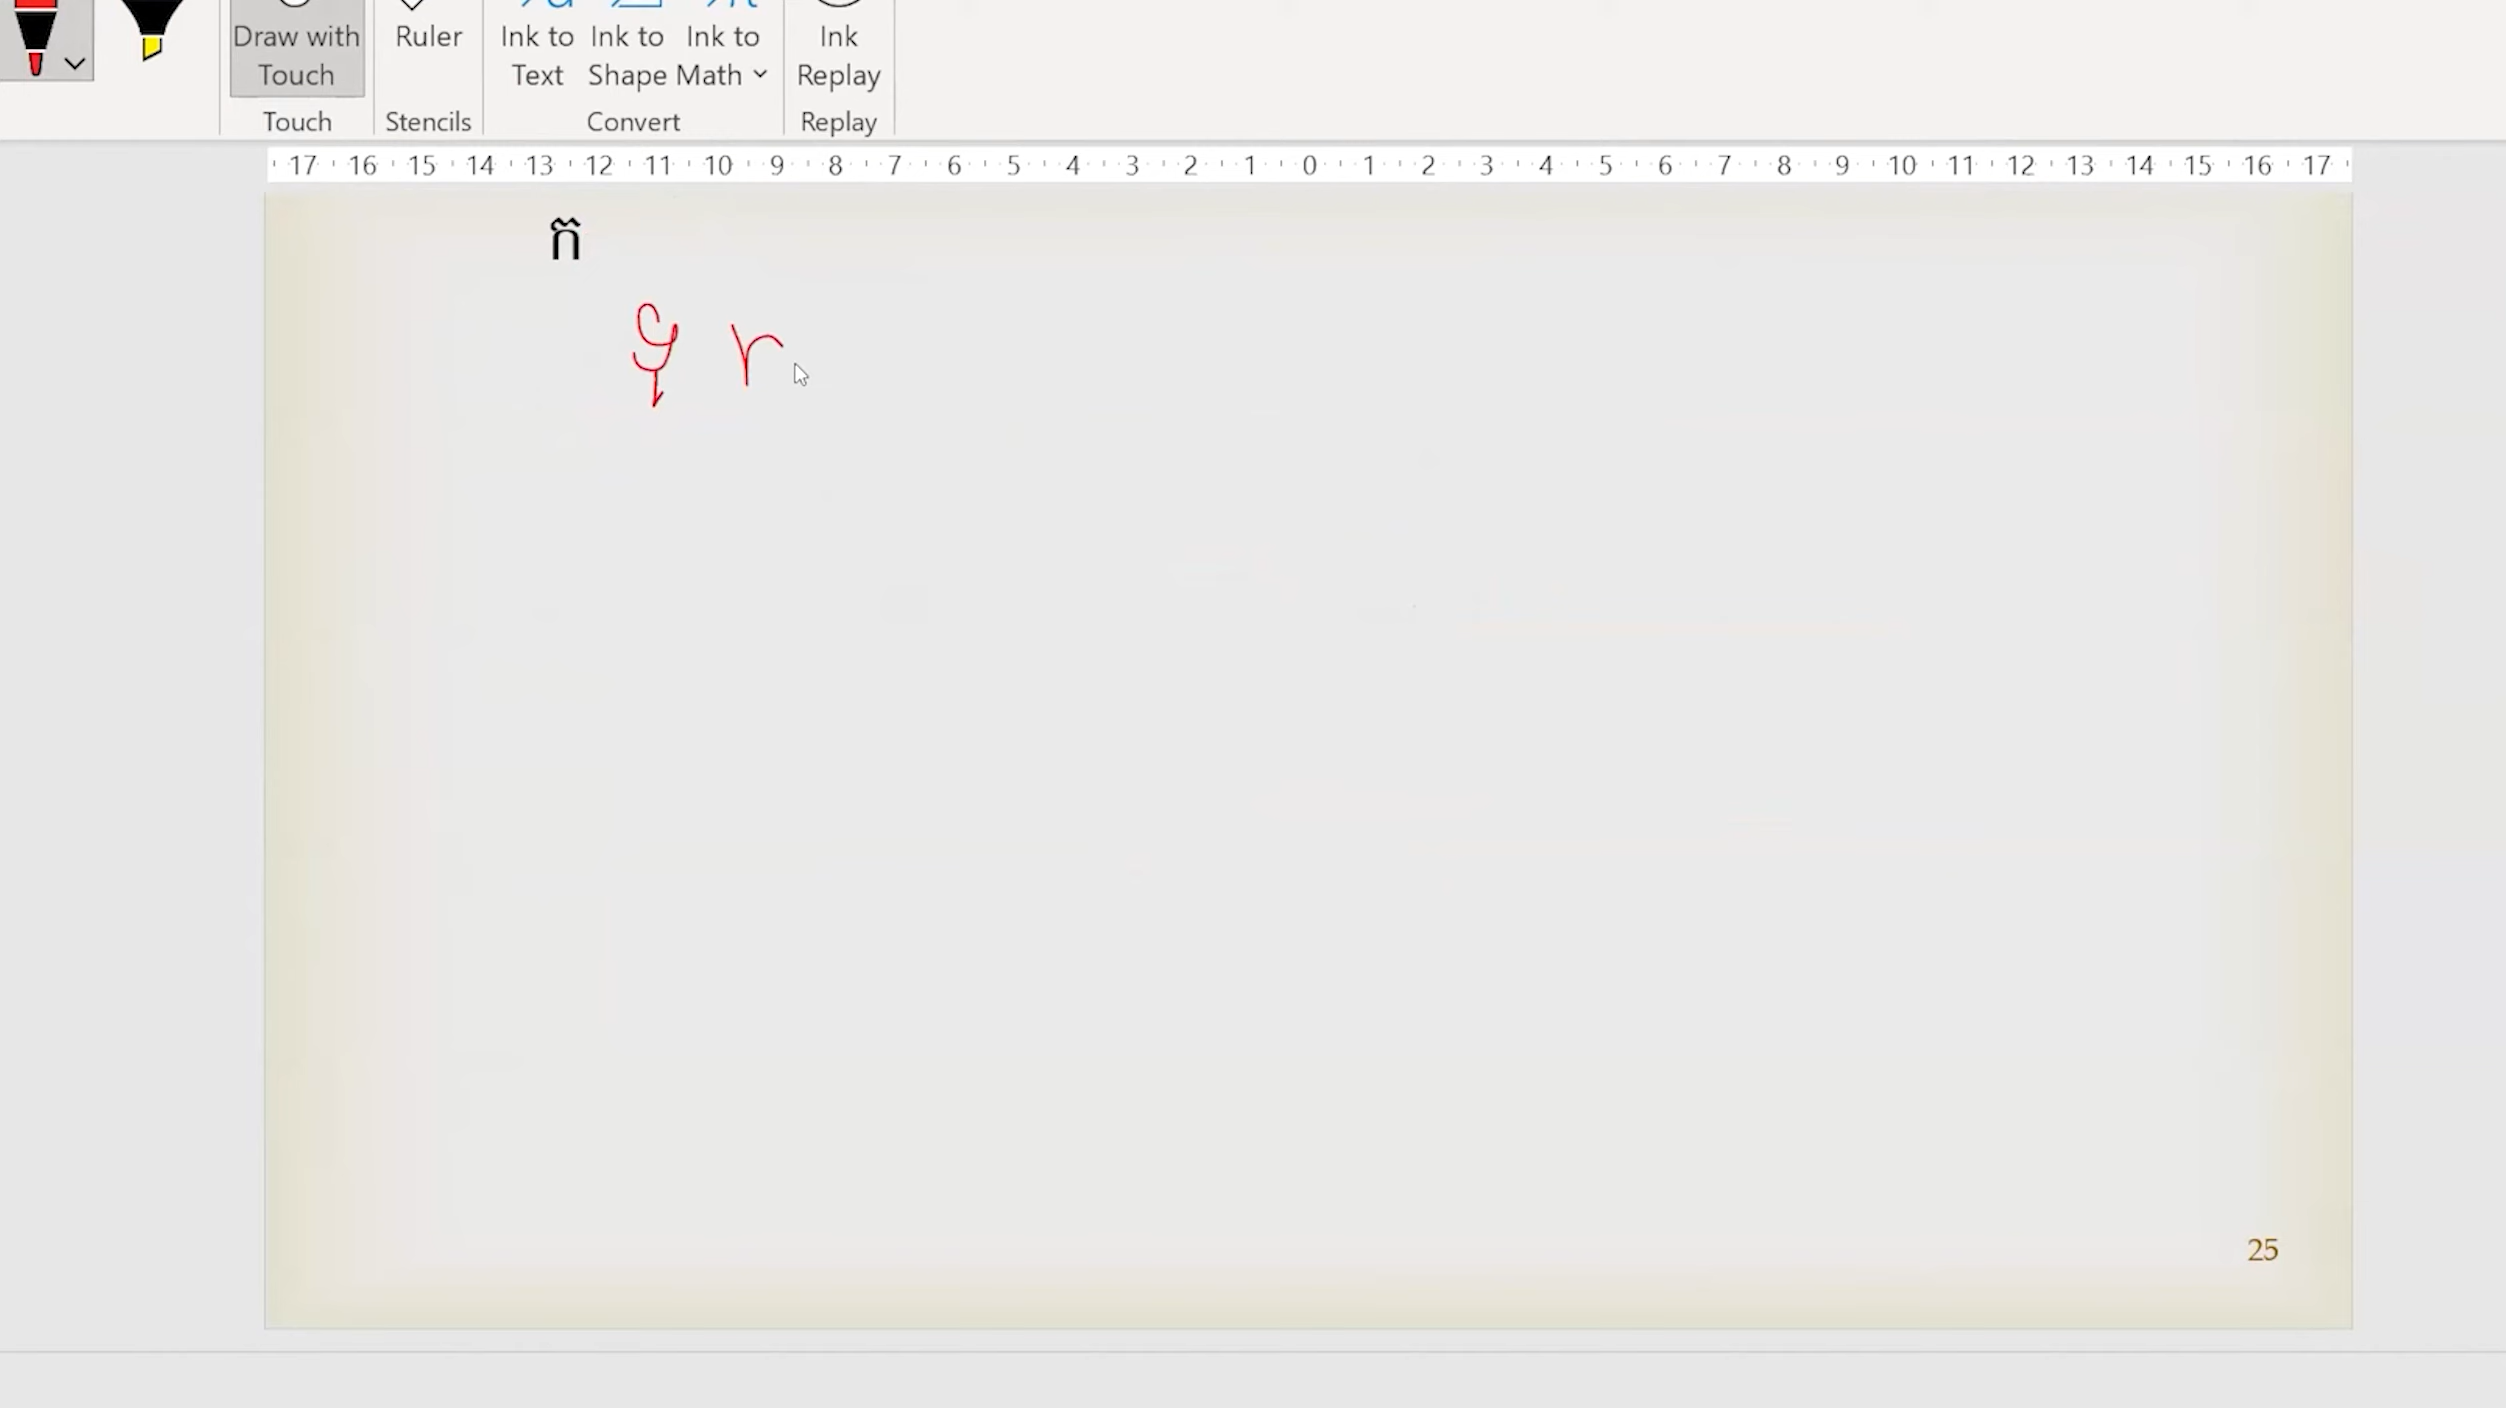 Draw with Touch
Ruler
Ink to Text
Ink to Shape
Ink to Math
Ink Replay
Touch
Stencils
Convert
Replay
17 16 15 14 13 12 11 10 9 8 7 6 5 4 3 2 1 0 1 2 3 4 5 6 7 8 9 10 11 12 13 14 15 16 17
ក
r
25